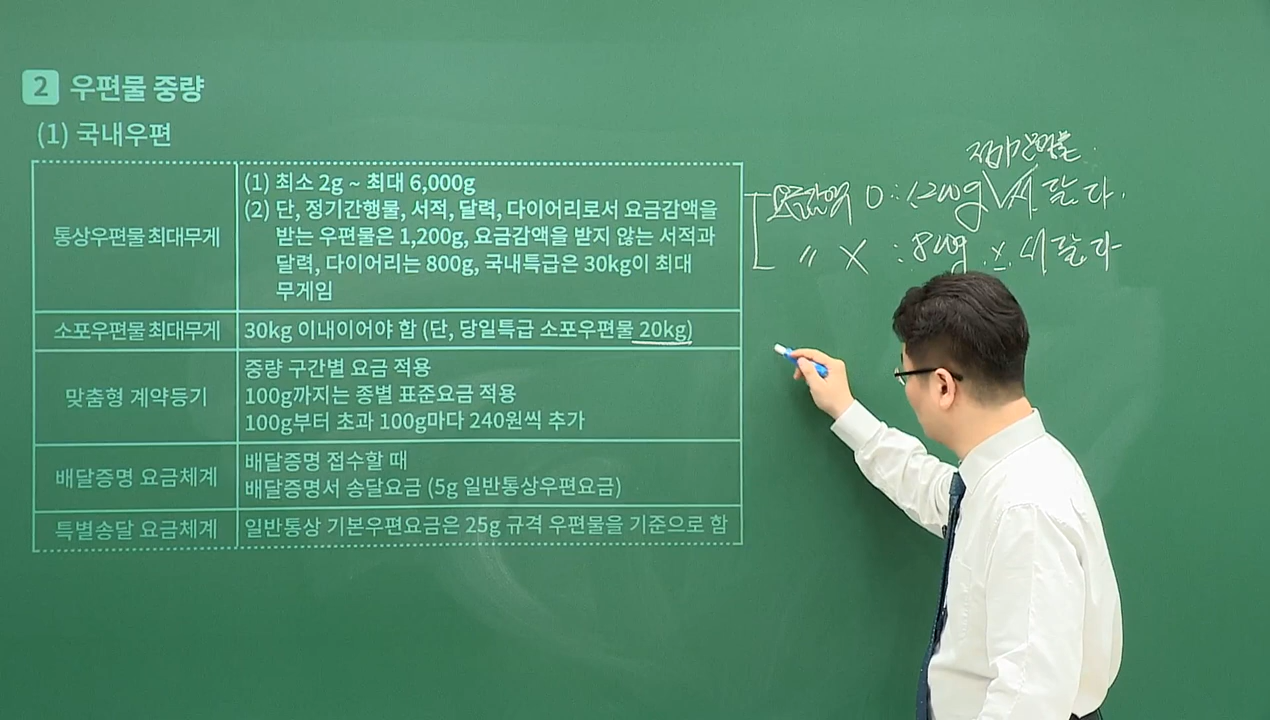 2 우편물 중량
(1) 국내우편
통상우편물 최대무게
(1) 최소 2g ~ 최대 6,000g
(2) 단, 정기간행물, 서적, 달력, 다이어리로서 요금감액을
받는 우편물은 1,200g, 요금감액을 받지 않는 서적과
달력, 다이어리는 800g, 국내특급은 30kg이 최대
무게임
소포우편물 최대무게
30kg 이내이어야 함 (단, 당일특급 소포우편물 20kg)
맞춤형 계약등기
중량 구간별 요금 적용
100g까지는 종별 표준요금 적용
100g부터 초과 100g마다 240원씩 추가
배달증명 요금체계
배달증명 접수할 때
배달증명서 송달요금 (5g 일반통상우편요금)
특별송달 요금체계
일반통상 기본우편요금은 25g 규격 우편물을 기준으로 함
정기간행물
요금감액 O : 1200g 서 달 다
〃 X : 800g 서 달 다